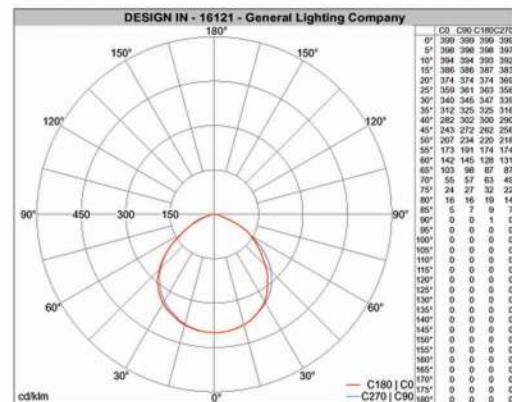 DESIGN IN - 16121 - General Lighting Company
180°
150° 150°
120° 120°
90° 450 300 150 90°
60° 60°
30° 30°
0°
cd/klm
C180 | C0
C270 | C90
C0 C90 C180 C270
0° 399 399 399 399
5° 398 398 398 397
10° 394 394 393 392
15° 386 386 387 383
20° 374 374 374 369
25° 359 361 363 356
30° 340 345 347 339
35° 312 325 325 316
40° 282 302 300 290
45° 243 272 262 256
50° 207 234 220 218
55° 173 191 174 174
60° 142 145 128 131
65° 103 98 87 87
70° 55 57 63 49
75° 24 27 32 22
80° 16 16 19 14
85° 5 7 9 7
90° 0 0 1 0
95° 0 0 0 0
100° 0 0 0 0
105° 0 0 0 0
110° 0 0 0 0
115° 0 0 0 0
120° 0 0 0 0
125° 0 0 0 0
130° 0 0 0 0
135° 0 0 0 0
140° 0 0 0 0
145° 0 0 0 0
150° 0 0 0 0
155° 0 0 0 0
160° 0 0 0 0
165° 0 0 0 0
170° 0 0 0 0
175° 0 0 0 0
180° 0 0 0 0